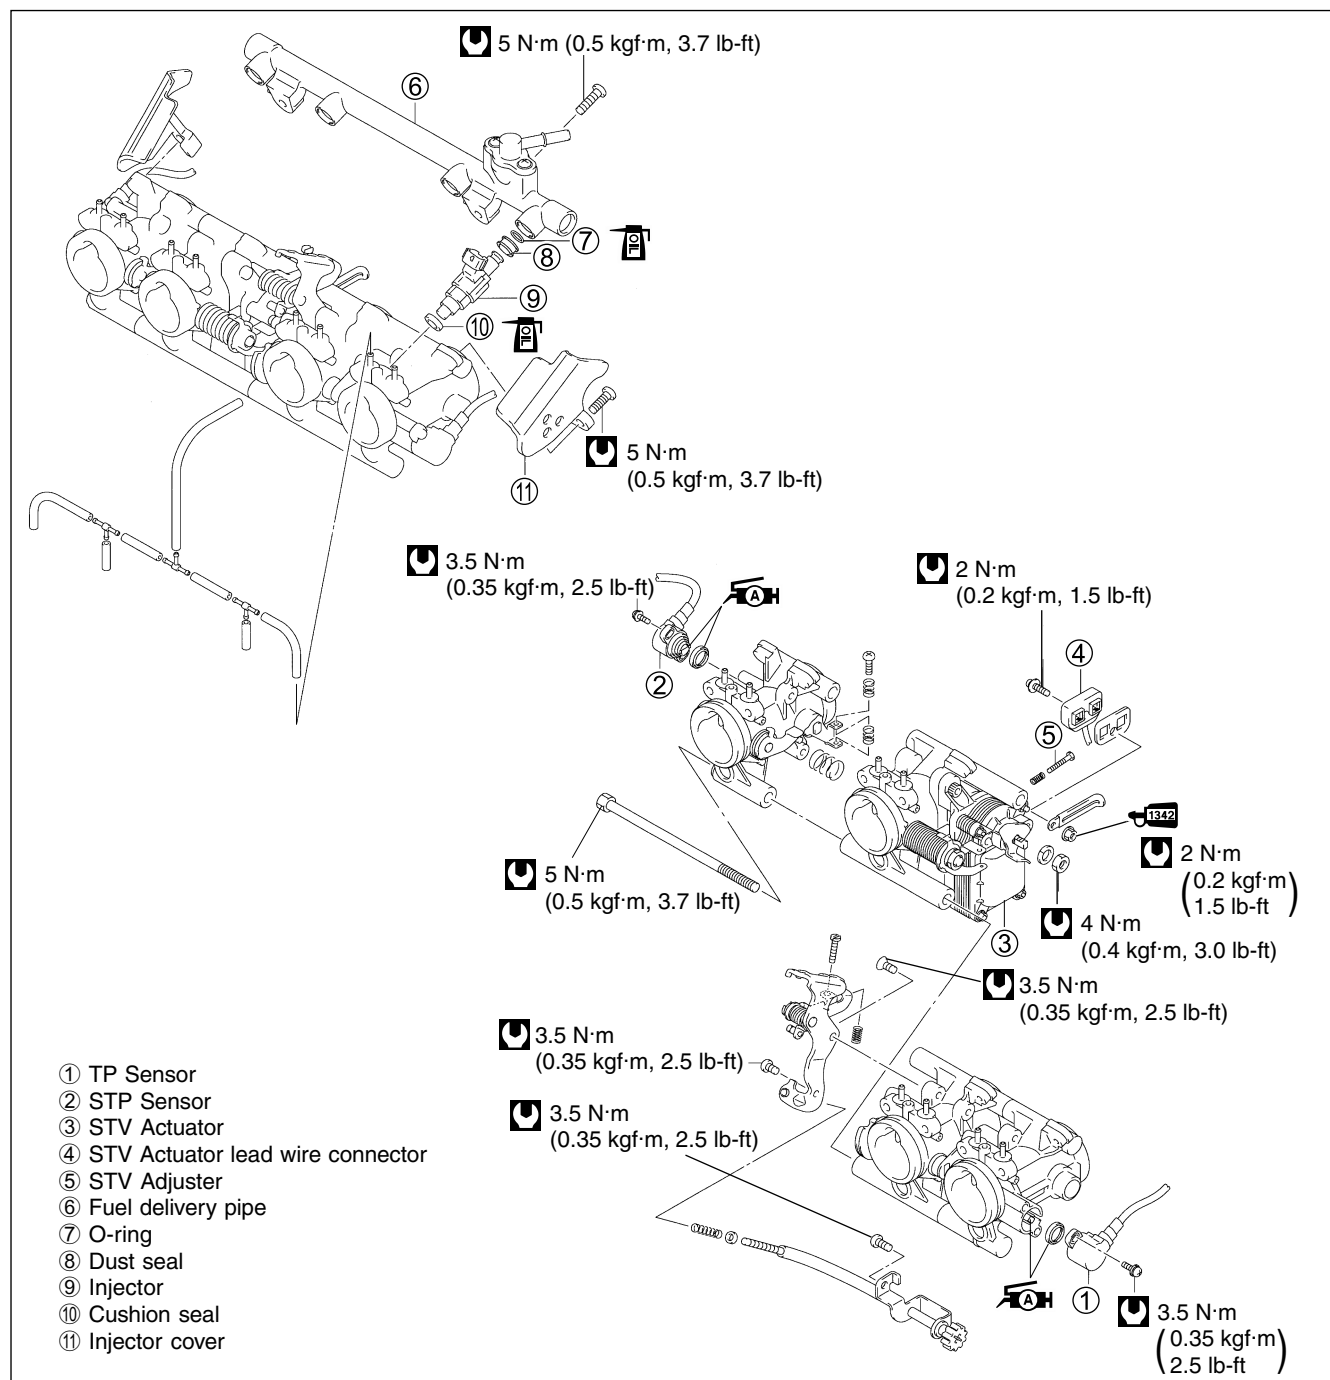 5 N·m (0.5 kgf·m, 3.7 lb-ft)
⑥
⑦
OIL
⑧
⑨
⑩
OIL
5 N·m
(0.5 kgf·m, 3.7 lb-ft)
⑪
3.5 N·m
(0.35 kgf·m, 2.5 lb-ft)
A
②
2 N·m
(0.2 kgf·m, 1.5 lb-ft)
④
⑤
1342
2 N·m
(0.2 kgf·m
1.5 lb-ft)
5 N·m
(0.5 kgf·m, 3.7 lb-ft)
③
4 N·m
(0.4 kgf·m, 3.0 lb-ft)
3.5 N·m
(0.35 kgf·m, 2.5 lb-ft)
3.5 N·m
(0.35 kgf·m, 2.5 lb-ft)
3.5 N·m
(0.35 kgf·m, 2.5 lb-ft)
A
①
3.5 N·m
(0.35 kgf·m
2.5 lb-ft)
① TP Sensor
② STP Sensor
③ STV Actuator
④ STV Actuator lead wire connector
⑤ STV Adjuster
⑥ Fuel delivery pipe
⑦ O-ring
⑧ Dust seal
⑨ Injector
⑩ Cushion seal
⑪ Injector cover